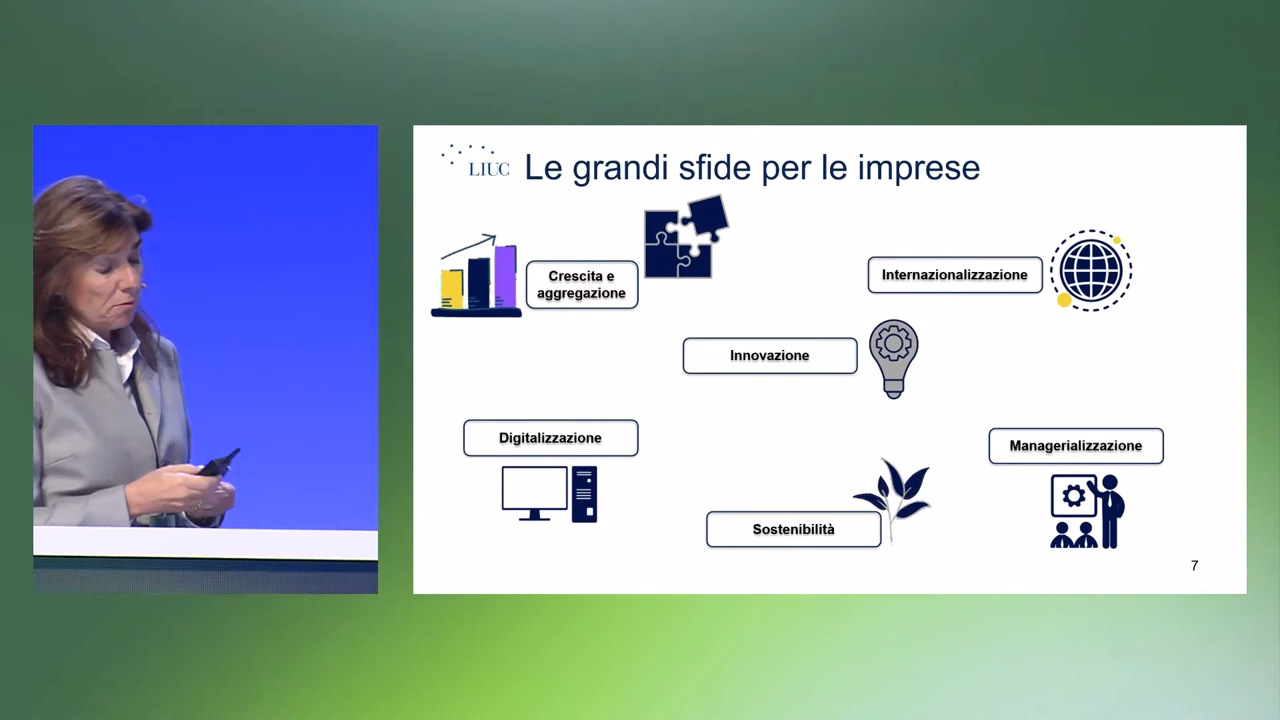 LIUC
Le grandi sfide per le imprese
Crescita e
aggregazione
Internazionalizzazione
Innovazione
Digitalizzazione
Managerializzazione
Sostenibilità
7